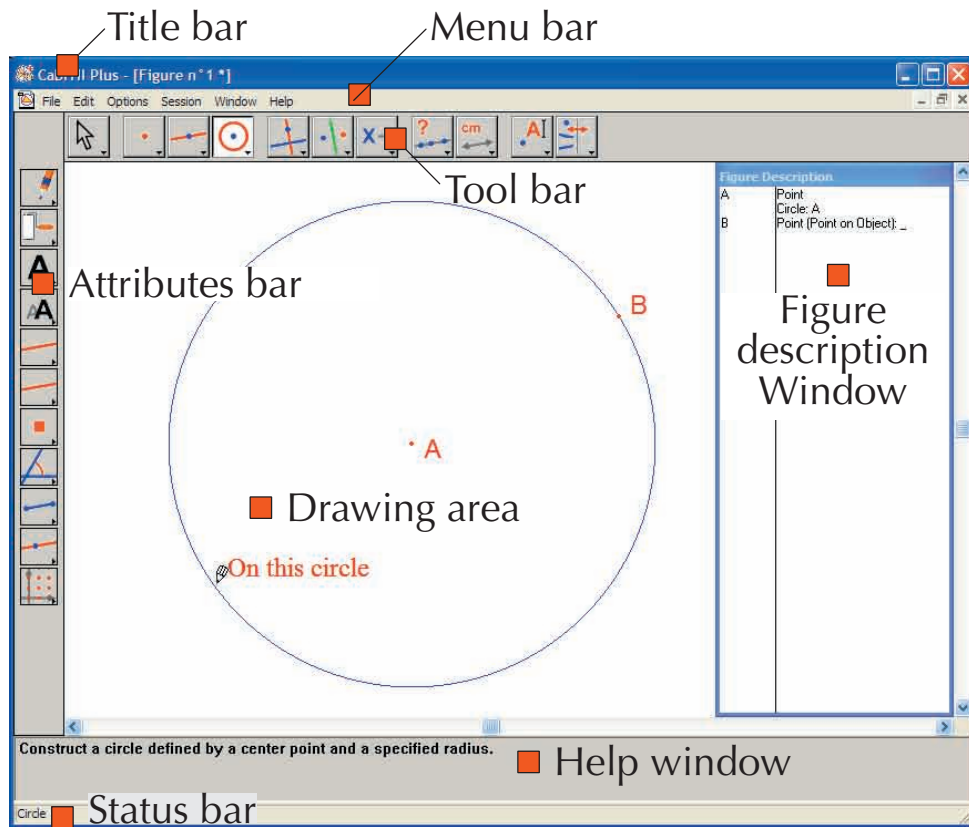 Title bar
Menu bar
Plus - [Figure n°1 *]
File Edit Options Session Window Help
X
?
cm
A
Tool bar
Figure Description
A Point
Circle: A
B Point (Point on Object): _
A
Attributes bar
AA
B
Figure
description
Window
A
Drawing area
On this circle
Construct a circle defined by a center point and a specified radius.
Help window
Circle
Status bar